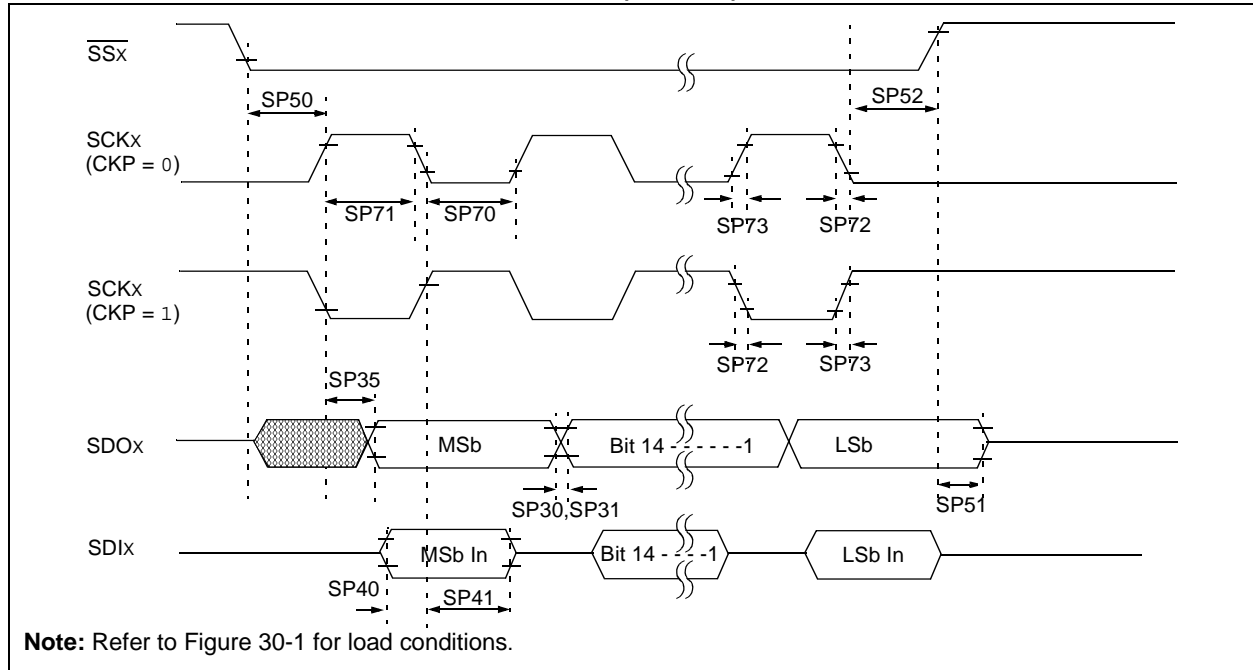 SSX
SP50
SP52
SCKX
(CKP = 0)
SP71
SP70
SP73
SP72
SCKX
(CKP = 1)
SP72
SP73
SP35
SDOX
MSb
Bit 14 - - - - - -1
LSb
SP30,SP31
SP51
SDIX
MSb In
Bit 14 - - - -1
LSb In
SP40
SP41
Note: Refer to Figure 30-1 for load conditions.